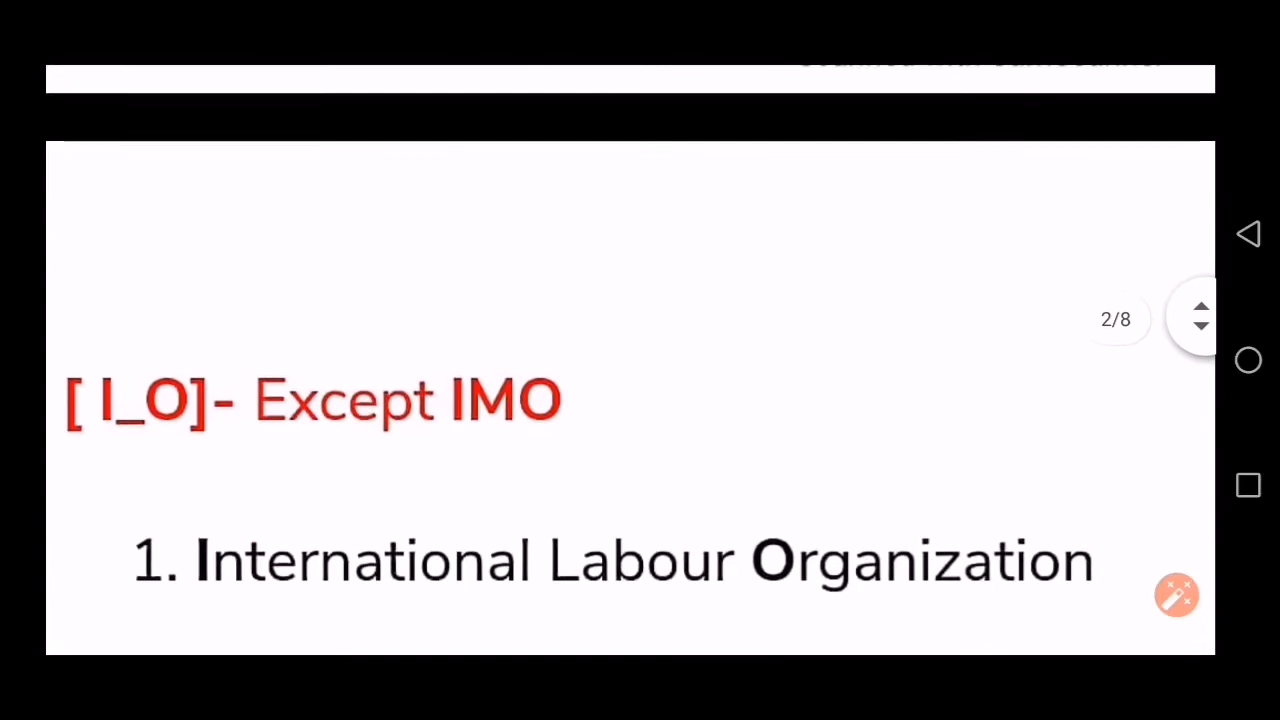 2/8
[ I_O]- Except IMO
1. International Labour Organization